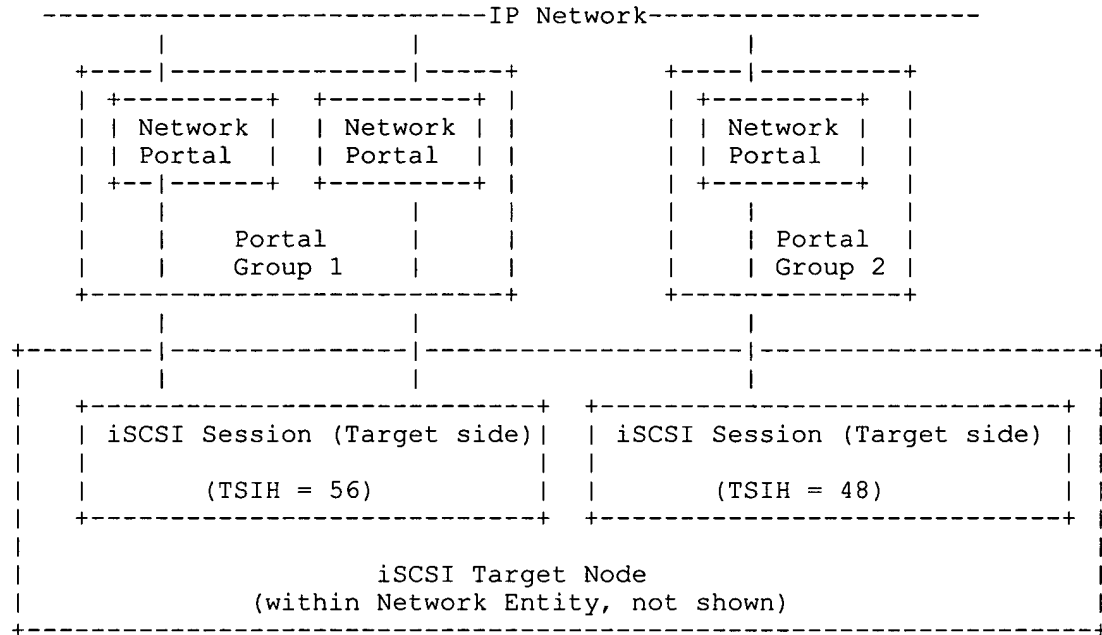 IP Network
Network Network Network
Portal Portal Portal
Portal Portal
Group 1 Group 2
iSCSI Session (Target side) iSCSI Session (Target side)
(TSIH = 56) (TSIH = 48)
iSCSI Target Node
(within Network Entity, not shown)